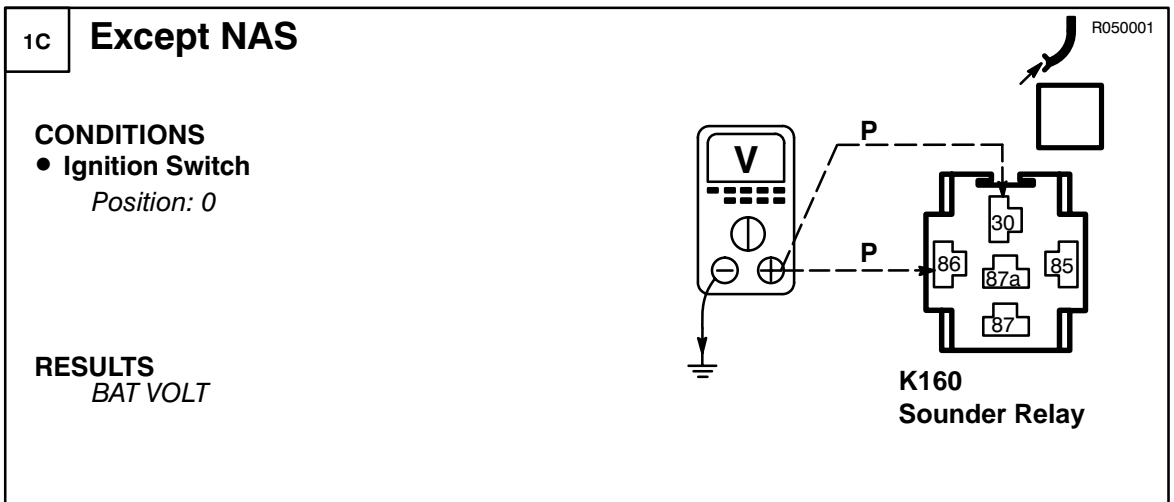 1C Except NAS
R050001
CONDITIONS
● Ignition Switch
Position: 0
RESULTS
BAT VOLT
V
P
P
30
86
87a
85
87
K160
Sounder Relay